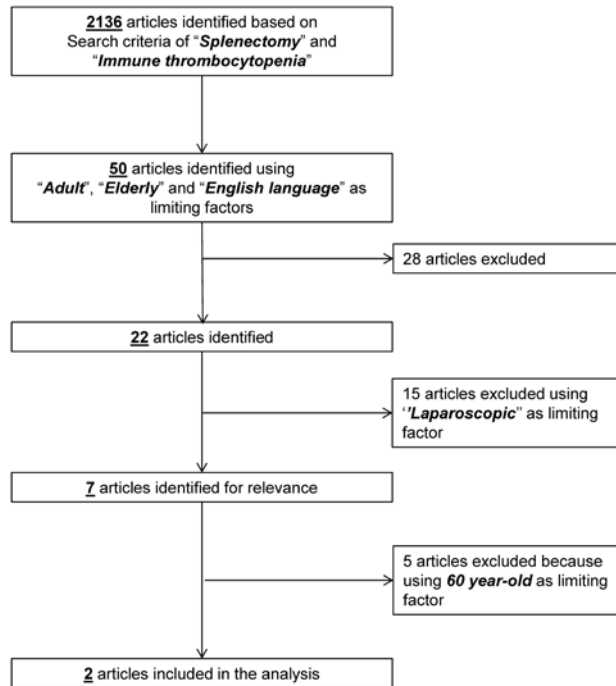 2136 articles identified based on
Search criteria of “Splenectomy” and
“Immune thrombocytopenia”
50 articles identified using
“Adult”, “Elderly” and “English language” as
limiting factors
28 articles excluded
22 articles identified
15 articles excluded using
‘’Laparoscopic” as limiting
factor
7 articles identified for relevance
5 articles excluded because
using 60 year-old as limiting
factor
2 articles included in the analysis